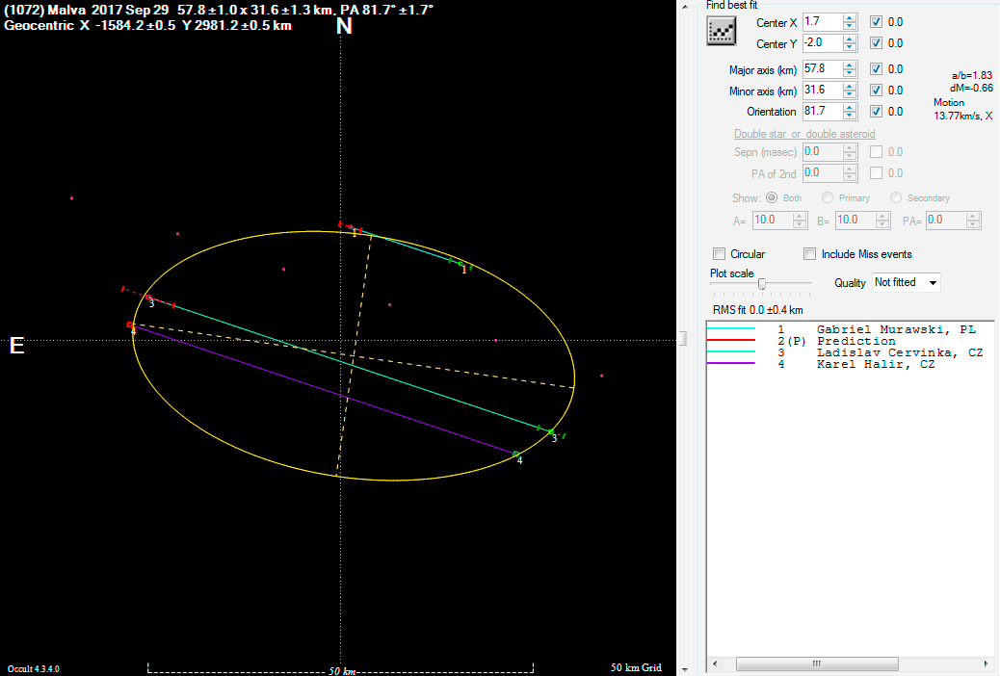 (1072) Malva 2017 Sep 29 57.8 ±1.0 x 31.6 ±1.3 km, PA 81.7° ±1.7°
Geocentric X -1584.2 ±0.5 Y 2981.2 ±0.5 km
N
E
1
1
3
4
3
4
Occult 4.3.4.0
50 km
50 km Grid
Find best fit
Center X 1.7 0.0
Center Y -2.0 0.0
Major axis (km) 57.8 0.0
Minor axis (km) 31.6 0.0
Orientation 81.7 0.0
a/b=1.83
dM=-0.66
Motion
13.77km/s, X
Double star or double asteroid
Sepn (masec) 0.0 0.0
PA of 2nd 0.0 0.0
Show: Both Primary Secondary
A= 10.0 B= 10.0 PA= 0.0
Circular Include Miss events
Plot scale
Quality Not fitted
RMS fit 0.0 ±0.4 km
1 Gabriel Murawski, PL
2(P) Prediction
3 Ladislav Cervinka, CZ
4 Karel Halir, CZ